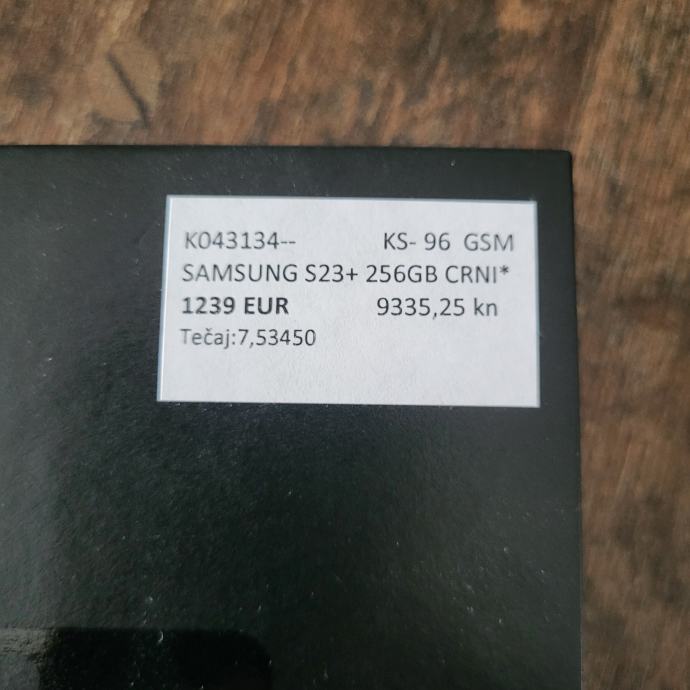 K043134-- KS- 96 GSM
SAMSUNG S23+ 256GB CRNI*
1239 EUR 9335,25 kn
Tečaj:7,53450